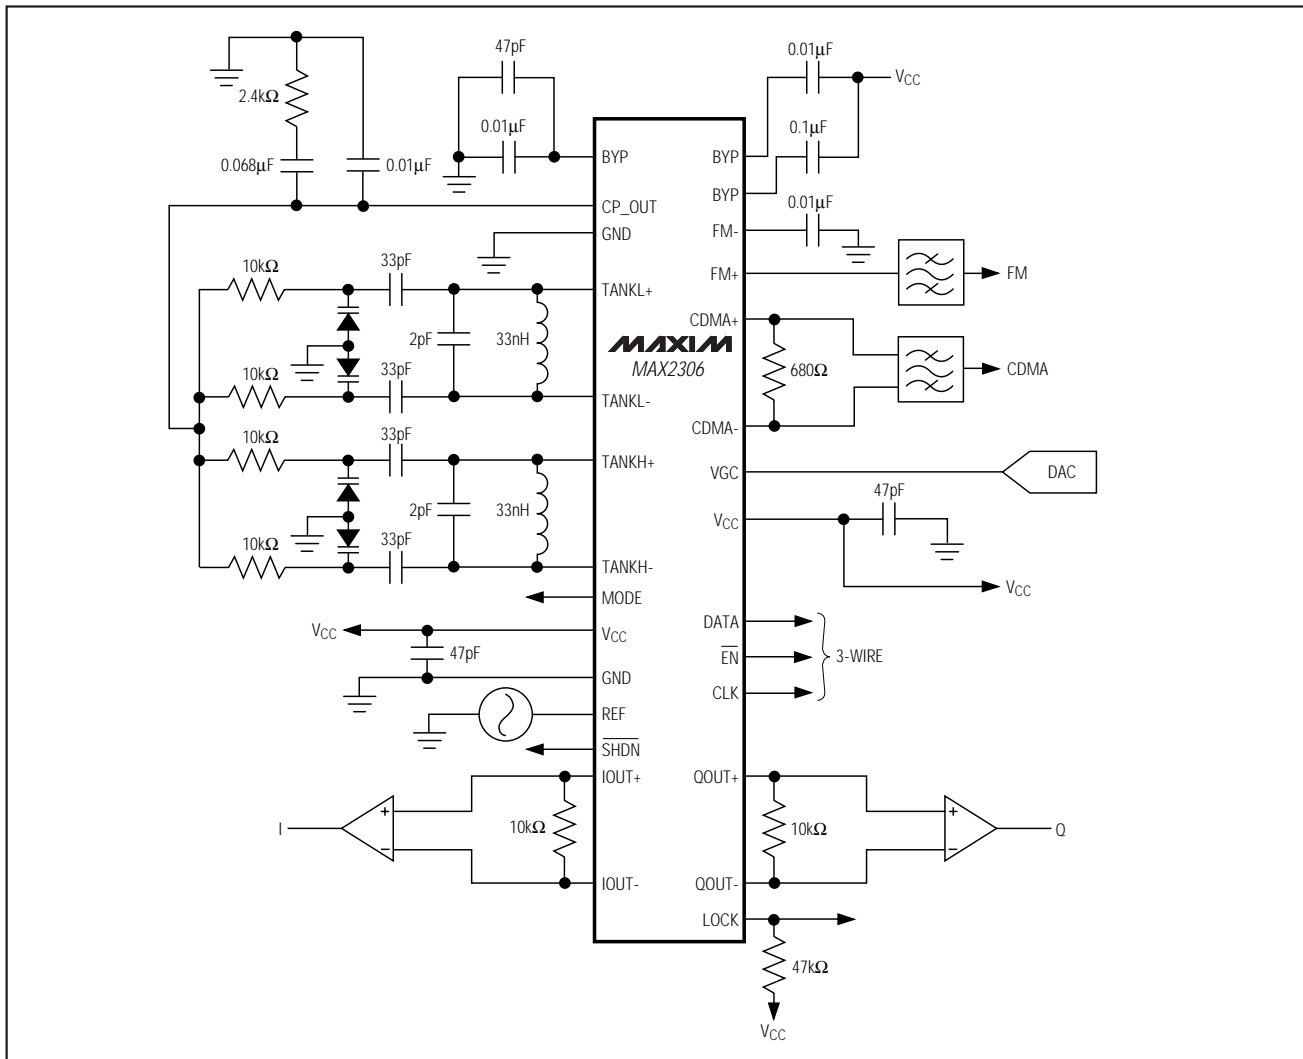 47pF
0.01µF
VCC
2.4kΩ
0.01µF
0.1µF
0.068µF
0.01µF
BYP
BYP
BYP
0.01µF
CP_OUT
GND
FM-
10kΩ
33pF
FM+
FM
TANKL+
CDMA+
2pF
33nH
MAXIM
MAX2306
680Ω
CDMA
10kΩ
33pF
TANKL-
CDMA-
10kΩ
33pF
TANKH+
VGC
DAC
47pF
2pF
33nH
VCC
10kΩ
33pF
TANKH-
VCC
MODE
DATA
VCC
VCC
47pF
EN
3-WIRE
GND
CLK
REF
SHDN
IOUT+
QOUT+
I
+
−
10kΩ
10kΩ
+
−
Q
IOUT-
QOUT-
LOCK
47kΩ
VCC